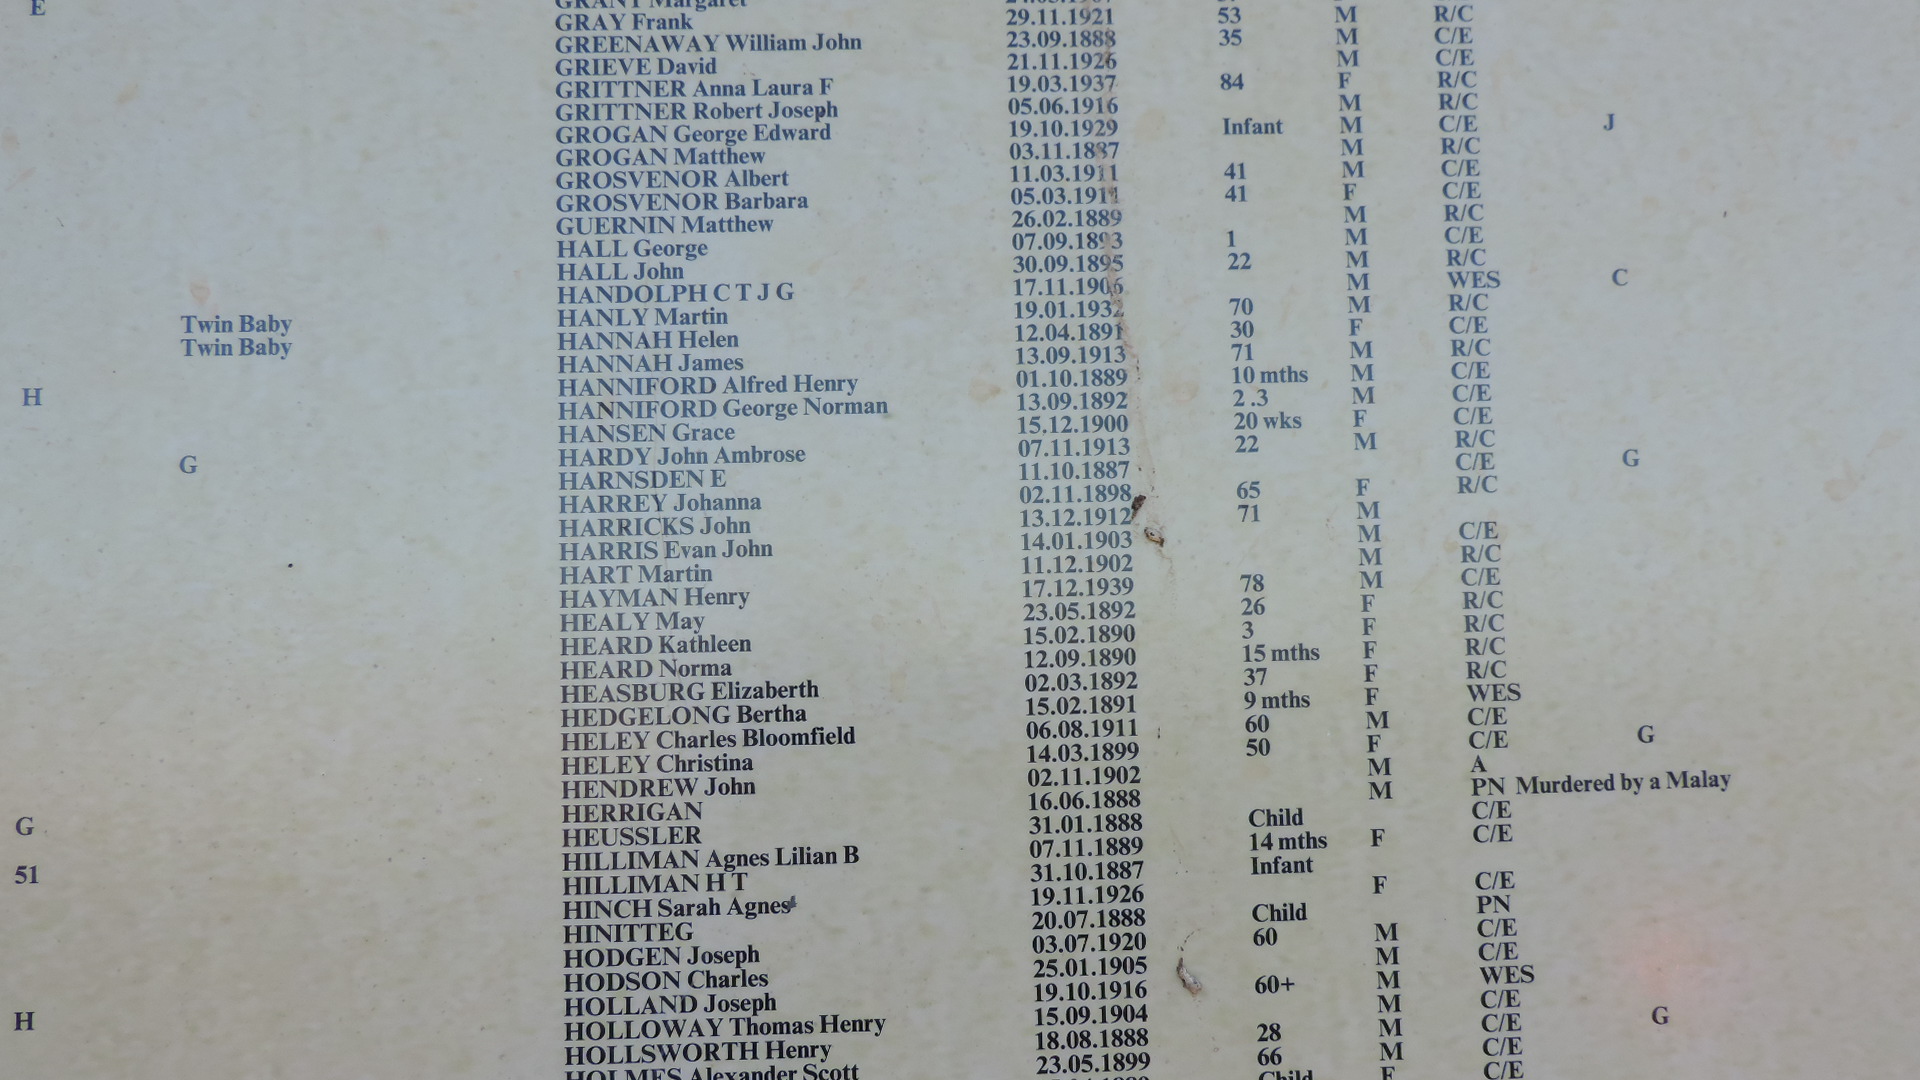 E
Twin Baby
Twin Baby
H
G
G
51
H
GRANT Margaret
GRAY Frank 29.11.1921 53 M R/C
GREENAWAY William John 23.09.1888 35 M C/E
GRIEVE David 21.11.1926 M C/E
GRITTNER Anna Laura F 19.03.1937 84 F R/C
GRITTNER Robert Joseph 05.06.1916 M R/C
GROGAN George Edward 19.10.1929 Infant M C/E J
GROGAN Matthew 03.11.1887 M R/C
GROSVENOR Albert 11.03.1911 41 M C/E
GROSVENOR Barbara 05.03.1911 41 F C/E
GUERNIN Matthew 26.02.1889 M R/C
HALL George 07.09.1893 1 M C/E
HALL John 30.09.1895 22 M R/C
HANDOLPH C T J G 17.11.1906 M WES C
HANLY Martin 19.01.1932 70 M R/C
HANNAH Helen 12.04.1891 30 F C/E
HANNAH James 13.09.1913 71 M R/C
HANNIFORD Alfred Henry 01.10.1889 10 mths M C/E
HANNIFORD George Norman 13.09.1892 2 .3 M C/E
HANSEN Grace 15.12.1900 20 wks F C/E
HARDY John Ambrose 07.11.1913 22 M R/C
HARNSDEN E 11.10.1887 C/E G
HARREY Johanna 02.11.1898 65 F R/C
HARRICKS John 13.12.1912 71 M
HARRIS Evan John 14.01.1903 M C/E
HART Martin 11.12.1902 M R/C
HAYMAN Henry 17.12.1939 78 M C/E
HEALY May 23.05.1892 26 F R/C
HEARD Kathleen 15.02.1890 3 F R/C
HEARD Norma 12.09.1890 15 mths F R/C
HEASBURG Elizaberth 02.03.1892 37 F R/C
HEDGELONG Bertha 15.02.1891 9 mths F WES
HELEY Charles Bloomfield 06.08.1911 60 M C/E
HELEY Christina 14.03.1899 50 F C/E G
HENDREW John 02.11.1902 M A
HERRIGAN 16.06.1888 M PN Murdered by a Malay
HEUSSLER 31.01.1888 Child C/E
HILLIMAN Agnes Lilian B 07.11.1889 14 mths F C/E
HILLIMAN H T 31.10.1887 Infant
HINCH Sarah Agnes 19.11.1926 F C/E
HINITTEG 20.07.1888 Child PN
HODGEN Joseph 03.07.1920 60 M C/E
HODSON Charles 25.01.1905 M C/E
HOLLAND Joseph 19.10.1916 60+ M WES
HOLLOWAY Thomas Henry 15.09.1904 M C/E
HOLLSWORTH Henry 18.08.1888 28 M C/E G
HOLMES Alexander Scott 23.05.1899 66 M C/E
Child F C/E